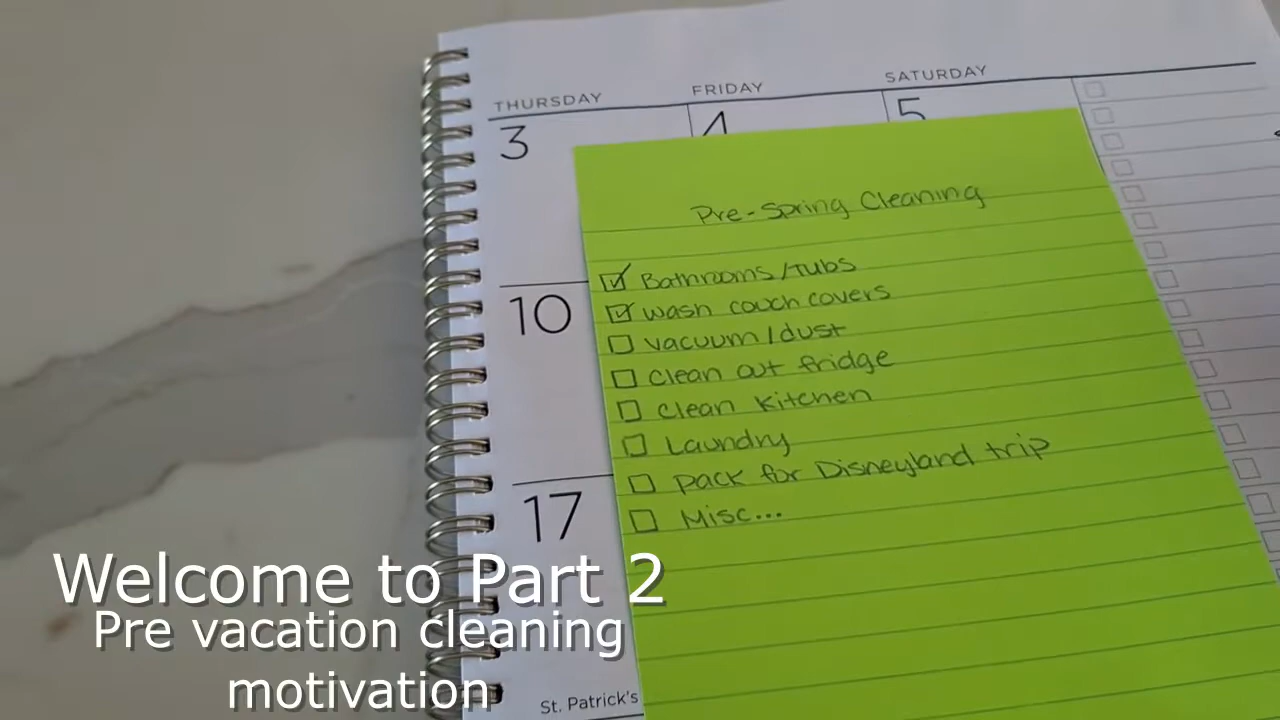 THURSDAY FRIDAY SATURDAY
3 4 5
Pre-Spring Cleaning
Bathrooms/tubs
wash couch covers
vacuum/dust
clean out fridge
clean kitchen
Laundry
pack for Disneyland trip
Misc...
10
17
St. Patrick's
Welcome to Part 2
Pre vacation cleaning
motivation